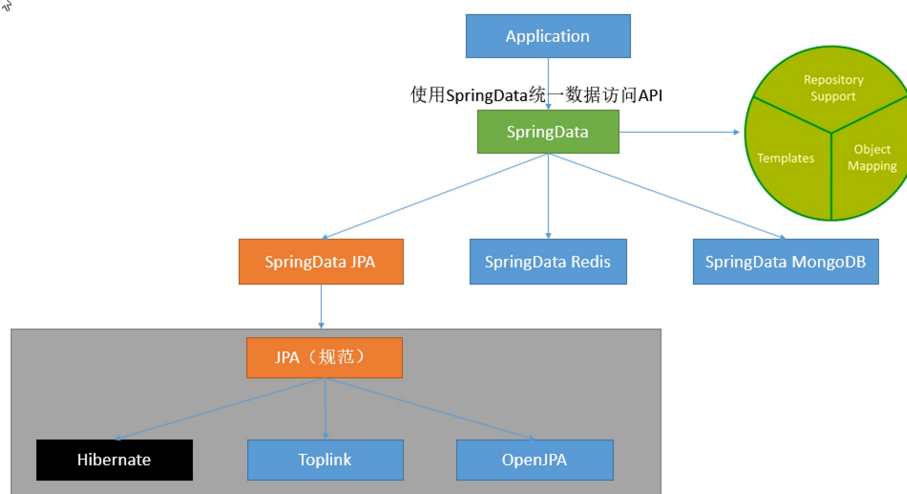 Application
使用SpringData统一数据访问API
SpringData
Repository
Support
Templates
Object
Mapping
SpringData JPA
SpringData Redis
SpringData MongoDB
JPA（规范）
Hibernate
Toplink
OpenJPA